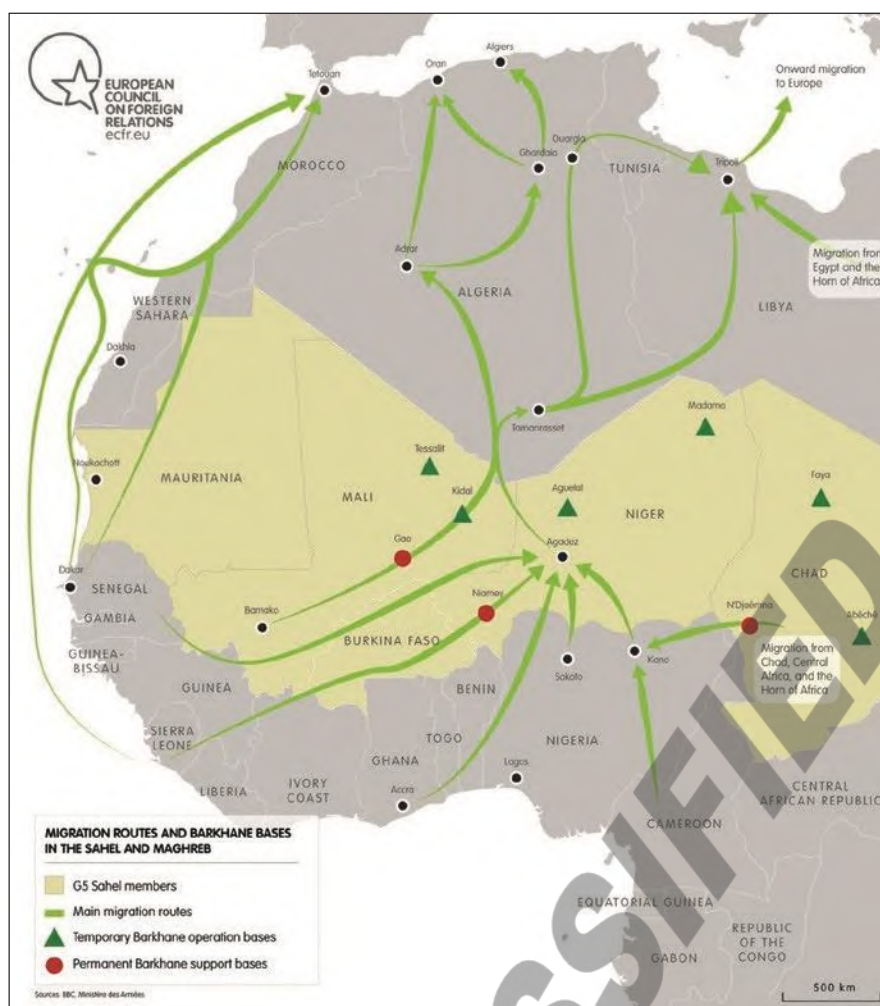 EUROPEAN
COUNCIL
ON FOREIGN
RELATIONS
ecfr.eu
Algiers
Oran
Tetouan
Onward migration
to Europe
Ouargla
Ghardaia
Tripoli
TUNISIA
MOROCCO
Migration from
Egypt and the
Horn of Africa
Adrar
ALGERIA
LIBYA
WESTERN
SAHARA
Dakhla
Tamanrasset
Madama
Noukachott
Tessalit
MAURITANIA
Kidal
Aguelal
Faya
MALI
NIGER
Gao
Agadez
CHAD
Dakar
SENEGAL
Niamey
N'Djaména
Abéché
GAMBIA
Bamako
BURKINA FASO
Migration from
Chad, Central
Africa, and the
Horn of Africa
GUINEA-
BISSAU
Sokoto
Kano
GUINEA
BENIN
SIERRA
LEONE
TOGO
GHANA
NIGERIA
LIBERIA
IVORY
COAST
Accra
Lagos
CENTRAL
AFRICAN REPUBLIC
CAMEROON
MIGRATION ROUTES AND BARKHANE BASES
IN THE SAHEL AND MAGHREB
G5 Sahel members
Main migration routes
Temporary Barkhane operation bases
Permanent Barkhane support bases
EQUATORIAL GUINEA
REPUBLIC
OF THE
CONGO
GABON
500 km
Sources: BBC, Ministère des Armées